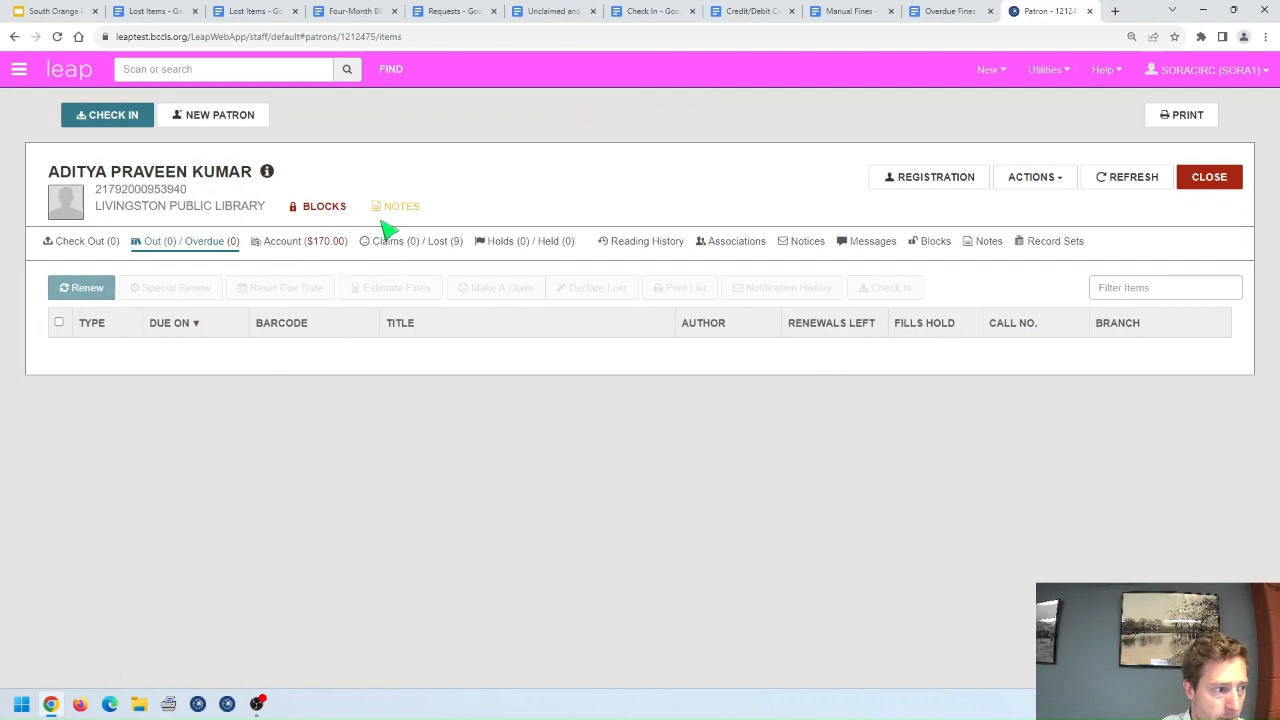 South Orange
Lost Items - Go
Lost Items - Go
Four-Month Bi
Requests - Goo
Unclaimed and
Check In - Goo
Credit/Debit Ca
Manual Fines -
Overdue Fines
Patron - 12124
leaptest.bccls.org/LeapWebApp/staff/default#patrons/1212475/items
leap Scan or search FIND New Utilities Help SORACIRC (SORA1)
CHECK IN NEW PATRON PRINT
ADITYA PRAVEEN KUMAR
21792000953940
LIVINGSTON PUBLIC LIBRARY BLOCKS NOTES
REGISTRATION ACTIONS REFRESH CLOSE
Check Out (0) Out (0) / Overdue (0) Account ($170.00) Claims (0) / Lost (9) Holds (0) / Held (0) Reading History Associations Notices Messages Blocks Notes Record Sets
Renew Special Renew Reset Due Date Estimate Fines Make A Claim Declare Lost Print List Notification History Check In Filter Items
TYPE DUE ON ▼ BARCODE TITLE AUTHOR RENEWALS LEFT FILLS HOLD CALL NO. BRANCH